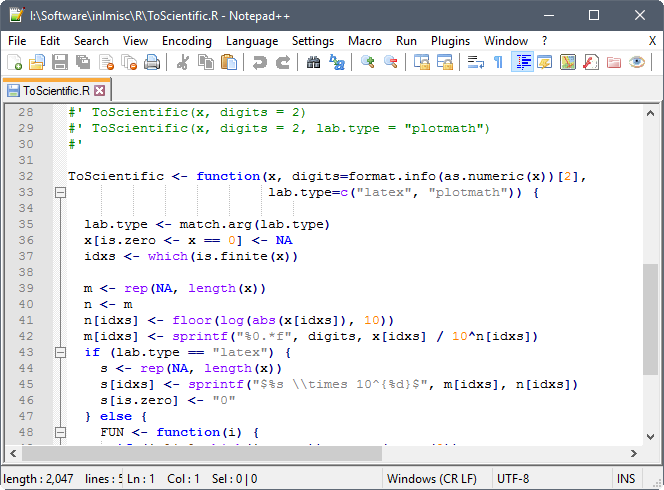 I:\Software\inlmisc\R\ToScientific.R - Notepad++
File Edit Search View Encoding Language Settings Macro Run Plugins Window ? X
ToScientific.R
28 #' ToScientific(x, digits = 2)
29 #' ToScientific(x, digits = 2, lab.type = "plotmath")
30 #'
31
32 ToScientific <- function(x, digits=format.info(as.numeric(x))[2],
33 lab.type=c("latex", "plotmath")) {
34
35 lab.type <- match.arg(lab.type)
36 x[is.zero <- x == 0] <- NA
37 idxs <- which(is.finite(x))
38
39 m <- rep(NA, length(x))
40 n <- m
41 n[idxs] <- floor(log(abs(x[idxs]), 10))
42 m[idxs] <- sprintf("%0.*f", digits, x[idxs] / 10^n[idxs])
43 if (lab.type == "latex") {
44 s <- rep(NA, length(x))
45 s[idxs] <- sprintf("$%s \\times 10^{%d}$", m[idxs], n[idxs])
46 s[is.zero] <- "0"
47 } else {
48 FUN <- function(i) {
length : 2,047 lines : 5 Ln : 1 Col : 1 Sel : 0 | 0 Windows (CR LF) UTF-8 INS